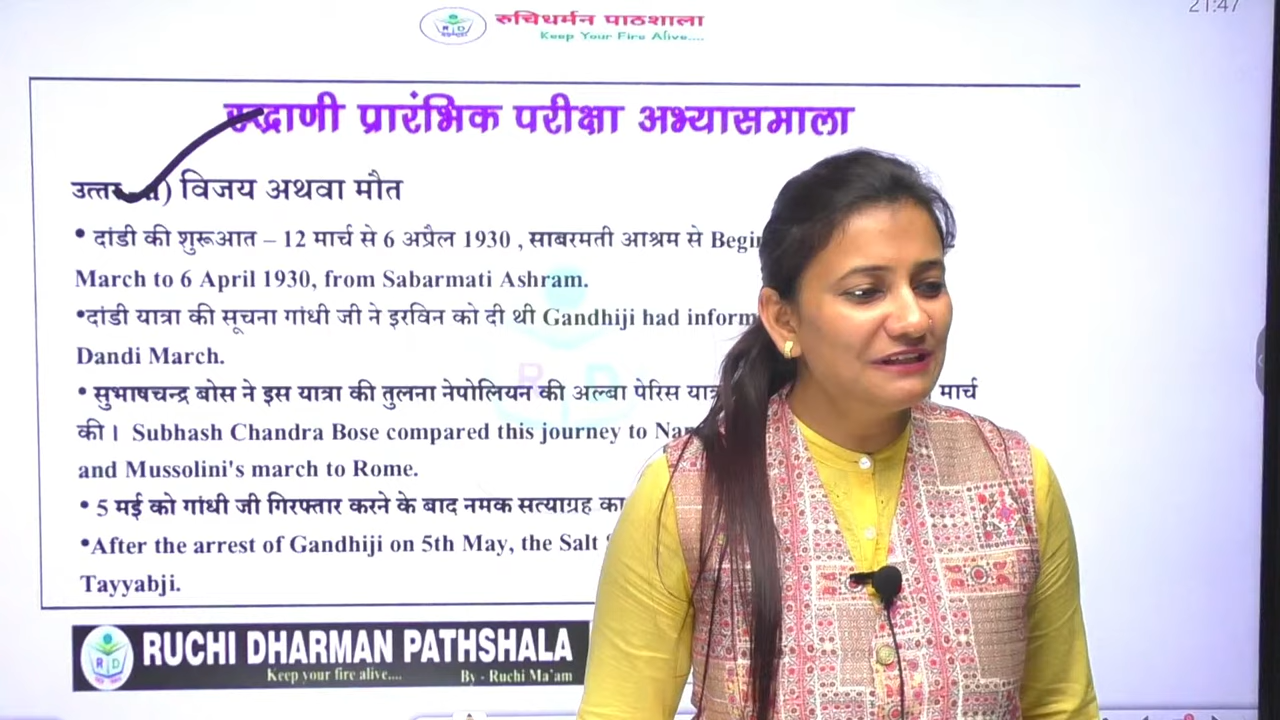 21:47
रुचिधर्मन पाठशाला
Keep Your Fire Alive....
रुद्राणी प्रारंभिक परीक्षा अभ्यासमाला
विजय अथवा मौत
• दांडी की शुरूआत – 12 मार्च से 6 अप्रैल 1930 , साबरमती आश्रम से
March to 6 April 1930, from Sabarmati Ashram.
•दांडी यात्रा की सूचना गांधी जी ने इरविन को दी थी Gandhiji had
Dandi March.
• सुभाषचन्द्र बोस ने इस यात्रा की तुलना नेपोलियन की अल्बा पेरिस मार्च
की। Subhash Chandra Bose compared this journey to
and Mussolini's march to Rome.
• 5 मई को गांधी जी गिरफ्तार करने के बाद नमक सत्याग्रह
•After the arrest of Gandhiji on 5th May, the Salt
Tayyabji.
RD
RUCHI DHARMAN PATHSHALA
Keep your fire alive.... By - Ruchi Ma'am